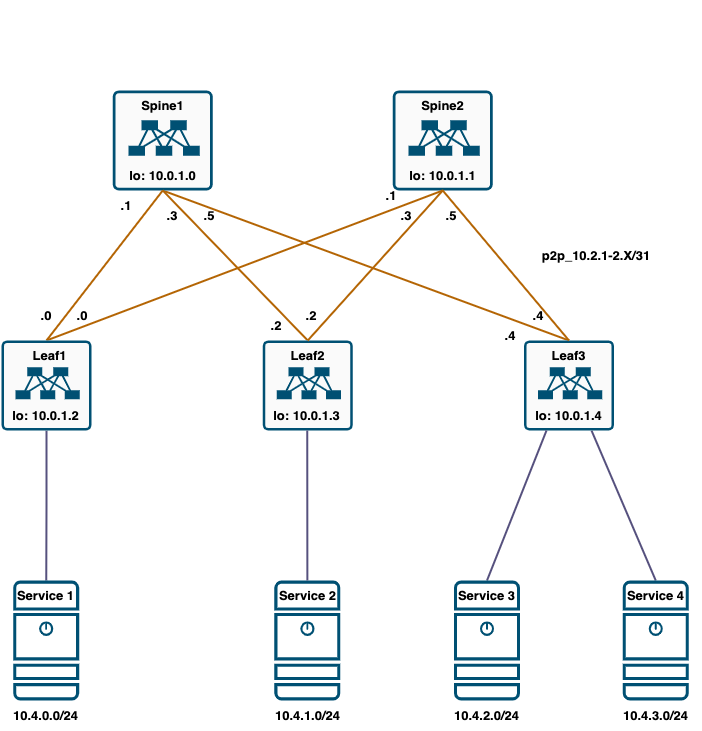 Spine1
lo: 10.0.1.0
Spine2
lo: 10.0.1.1
.1
.3
.5
.1
.3
.5
p2p_10.2.1-2.X/31
.0
.0
.2
.2
.4
.4
Leaf1
lo: 10.0.1.2
Leaf2
lo: 10.0.1.3
Leaf3
lo: 10.0.1.4
Service 1
Service 2
Service 3
Service 4
10.4.0.0/24
10.4.1.0/24
10.4.2.0/24
10.4.3.0/24